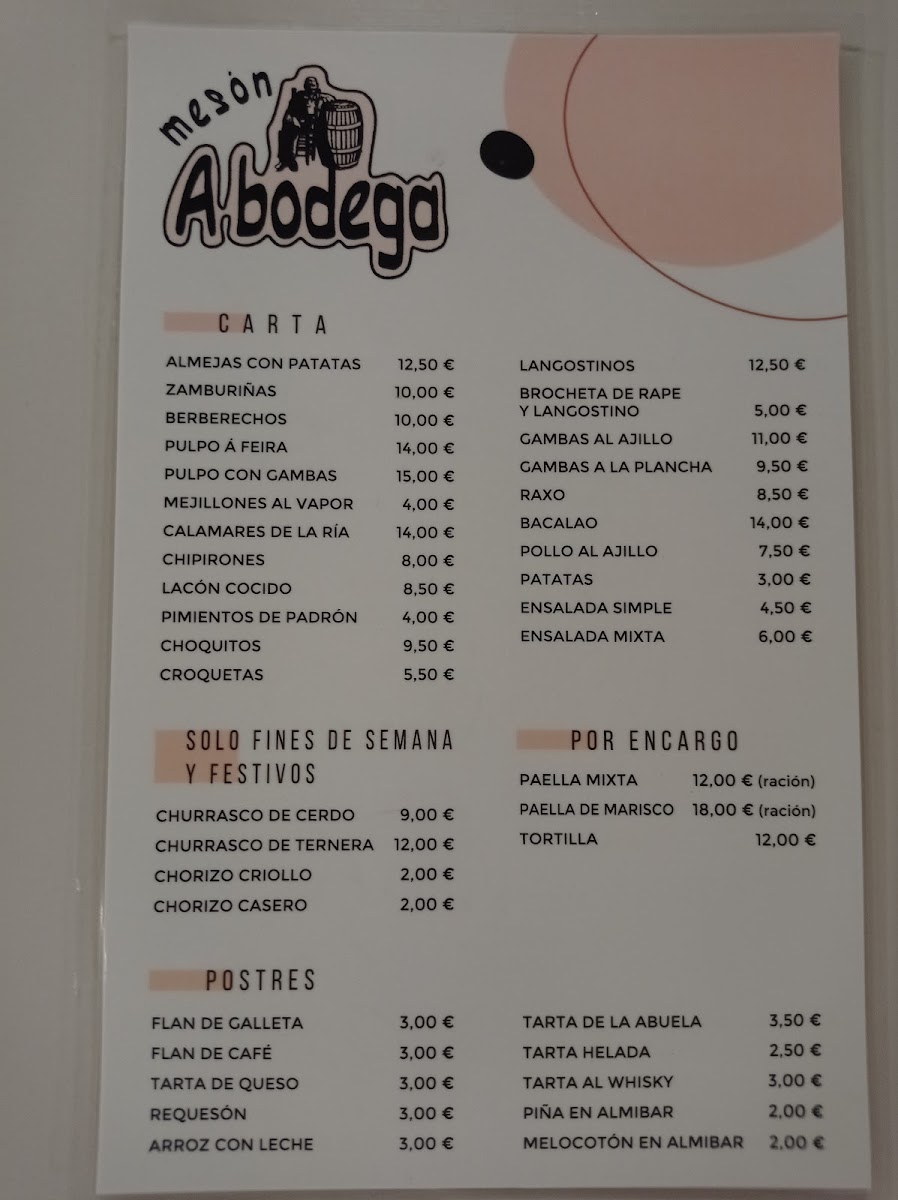 mesón
A bodega
CARTA
ALMEJAS CON PATATAS 12,50 €
ZAMBURIÑAS 10,00 €
BERBERECHOS 10,00 €
PULPO Á FEIRA 14,00 €
PULPO CON GAMBAS 15,00 €
MEJILLONES AL VAPOR 4,00 €
CALAMARES DE LA RÍA 14,00 €
CHIPIRONES 8,00 €
LACÓN COCIDO 8,50 €
PIMIENTOS DE PADRÓN 4,00 €
CHOQUITOS 9,50 €
CROQUETAS 5,50 €
LANGOSTINOS 12,50 €
BROCHETA DE RAPE
Y LANGOSTINO 5,00 €
GAMBAS AL AJILLO 11,00 €
GAMBAS A LA PLANCHA 9,50 €
RAXO 8,50 €
BACALAO 14,00 €
POLLO AL AJILLO 7,50 €
PATATAS 3,00 €
ENSALADA SIMPLE 4,50 €
ENSALADA MIXTA 6,00 €
SOLO FINES DE SEMANA
Y FESTIVOS
CHURRASCO DE CERDO 9,00 €
CHURRASCO DE TERNERA 12,00 €
CHORIZO CRIOLLO 2,00 €
CHORIZO CASERO 2,00 €
POR ENCARGO
PAELLA MIXTA 12,00 € (ración)
PAELLA DE MARISCO 18,00 € (ración)
TORTILLA 12,00 €
POSTRES
FLAN DE GALLETA 3,00 €
FLAN DE CAFÉ 3,00 €
TARTA DE QUESO 3,00 €
REQUESÓN 3,00 €
ARROZ CON LECHE 3,00 €
TARTA DE LA ABUELA 3,50 €
TARTA HELADA 2,50 €
TARTA AL WHISKY 3,00 €
PIÑA EN ALMIBAR 2,00 €
MELOCOTÓN EN ALMIBAR 2,00 €